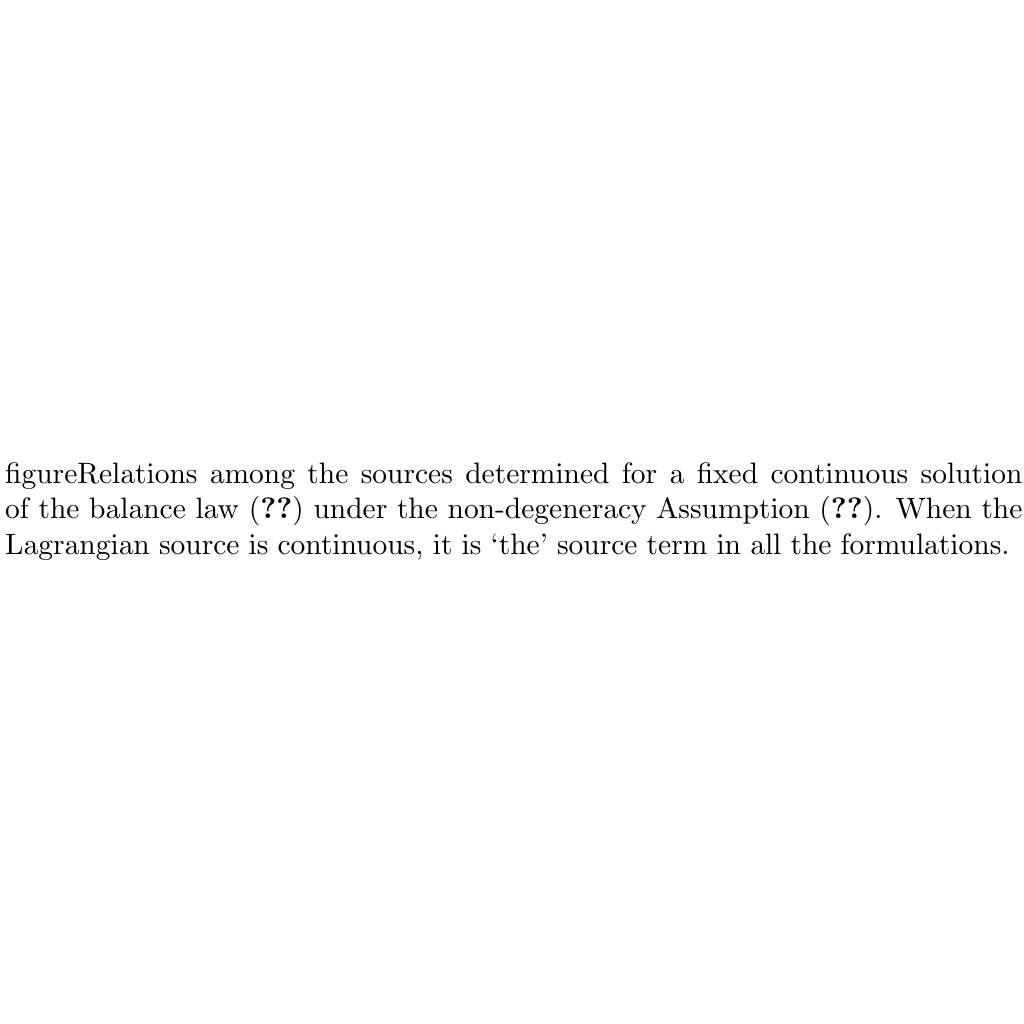 figureRelations among the sources determined for a fixed continuous solution
of the balance law (??) under the non-degeneracy Assumption (??). When the
Lagrangian source is continuous, it is ‘the’ source term in all the formulations.